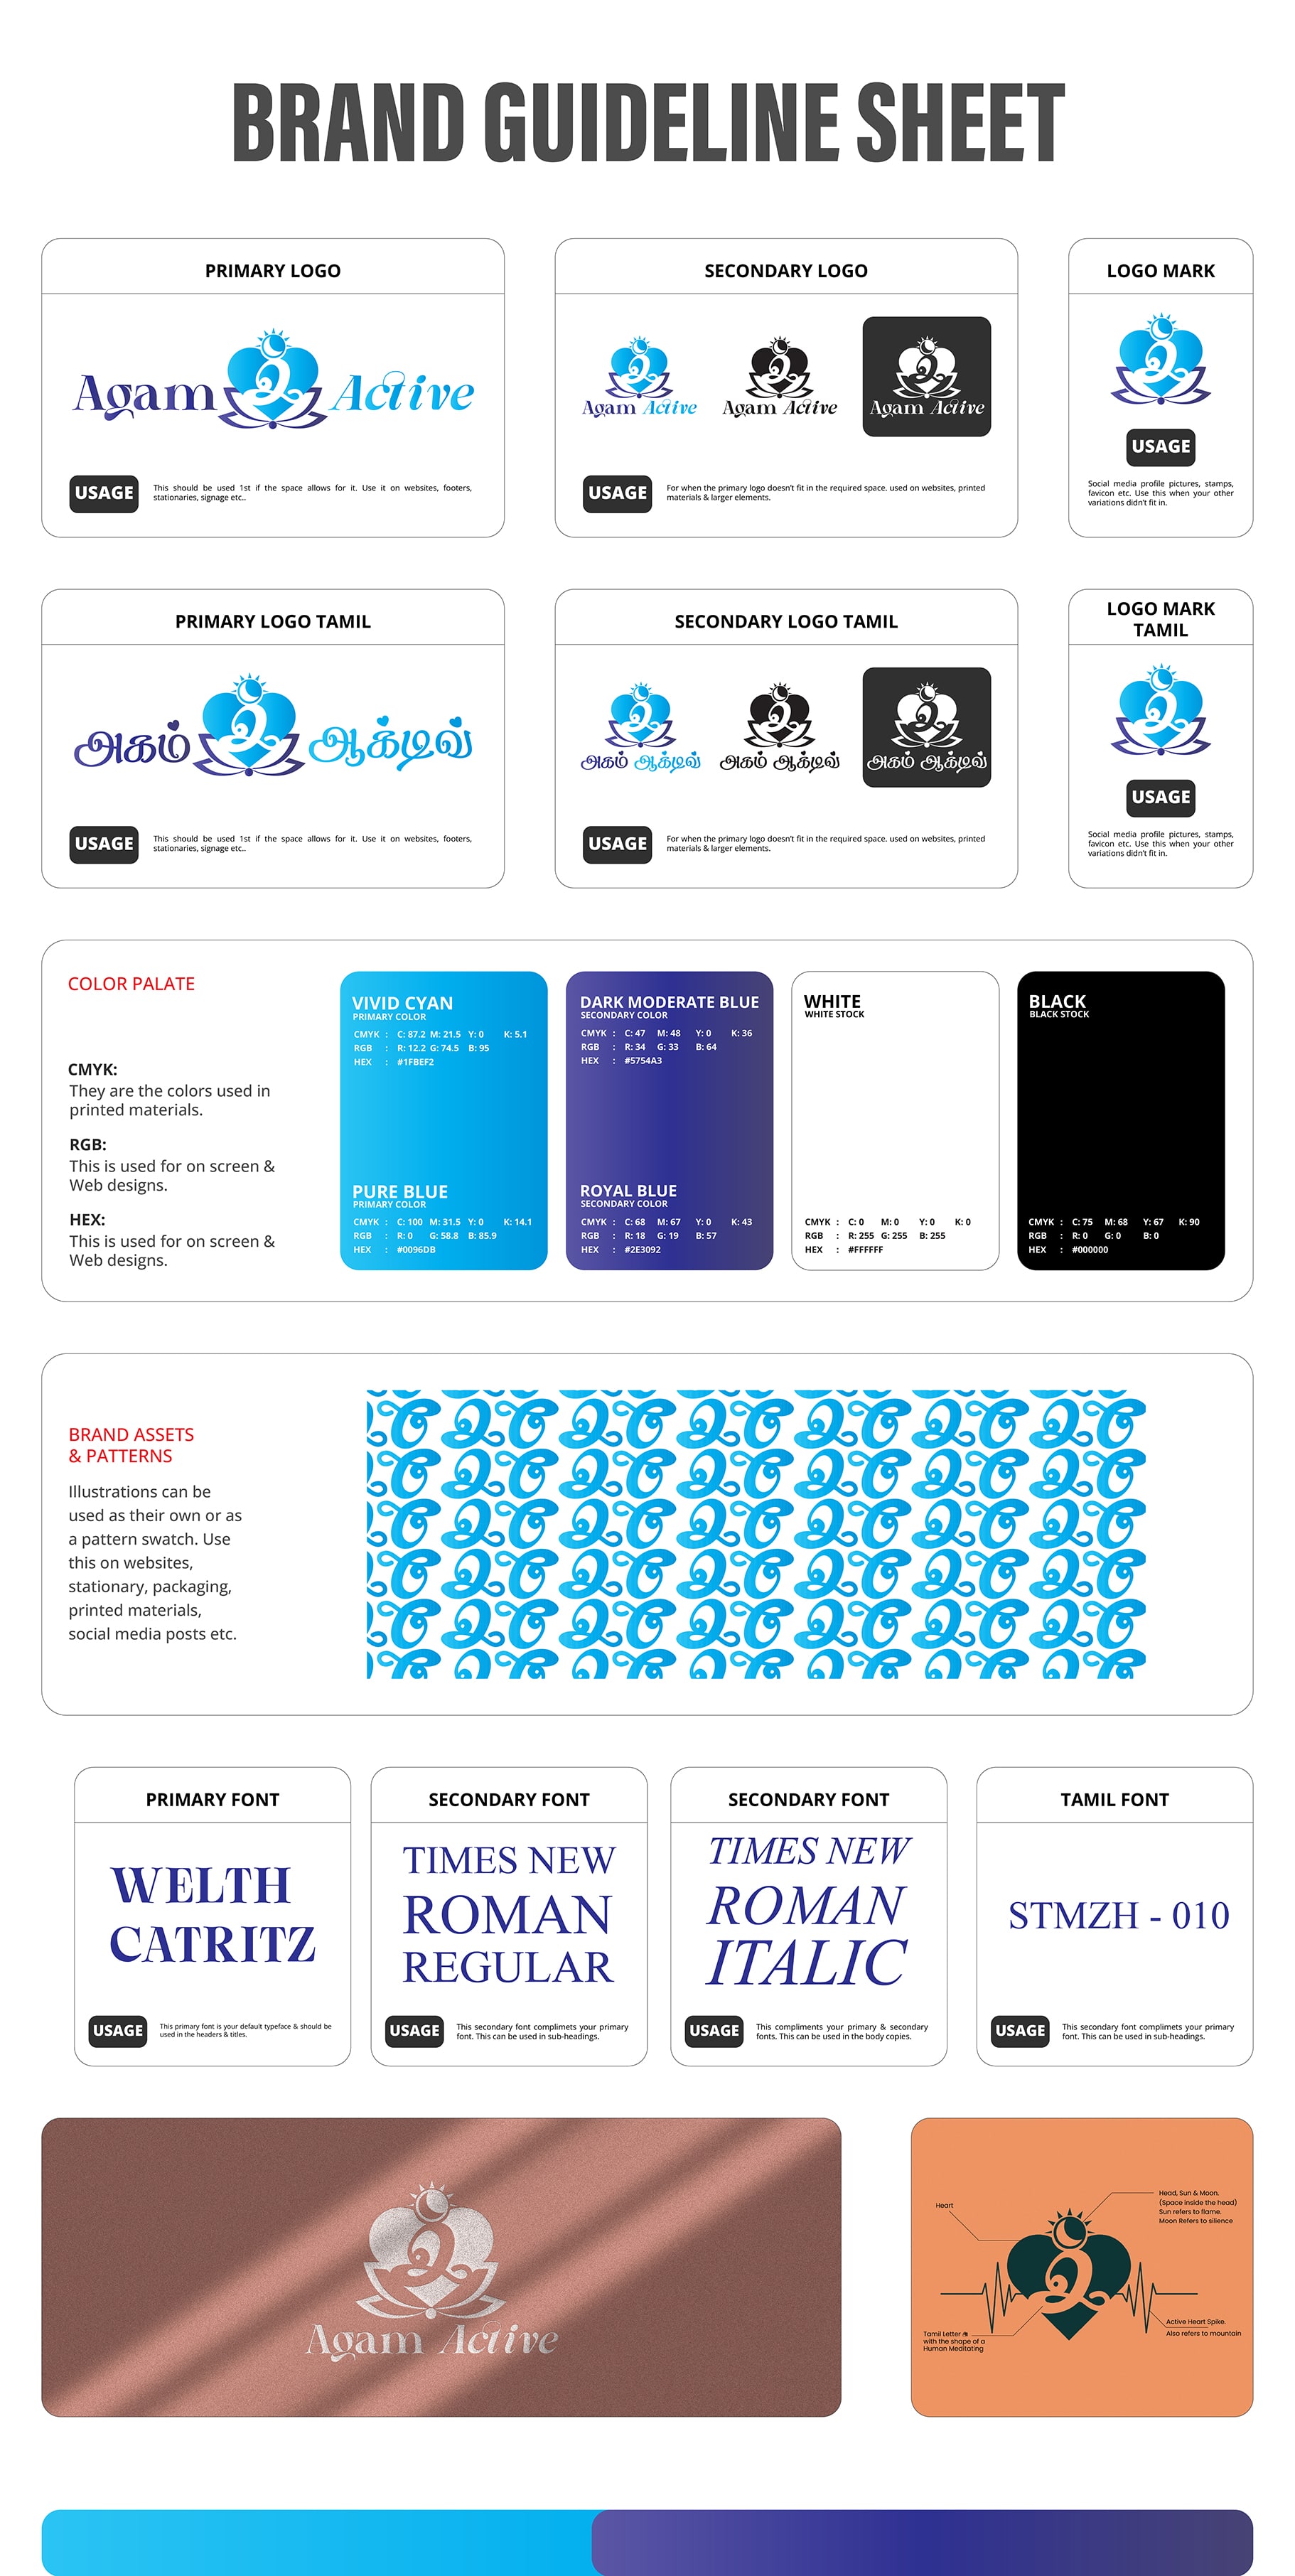 BRAND GUIDELINE SHEET
PRIMARY LOGO
Agam Active
USAGE
This should be used 1st if the space allows for it. Use it on websites, footers,
stationaries, signage etc..
SECONDARY LOGO
Agam Active
Agam Active
Agam Active
USAGE
For when the primary logo doesn't fit in the required space. used on websites, printed
materials & larger elements.
LOGO MARK
USAGE
Social media profile pictures, stamps,
favicon etc. Use this when your other
variations didn't fit in.
PRIMARY LOGO TAMIL
அகம் ஆக்டிவ்
USAGE
This should be used 1st if the space allows for it. Use it on websites, footers,
stationaries, signage etc..
SECONDARY LOGO TAMIL
அகம் ஆக்டிவ்
அகம் ஆக்டிவ்
அகம் ஆக்டிவ்
USAGE
For when the primary logo doesn't fit in the required space. used on websites, printed
materials & larger elements.
LOGO MARK
TAMIL
USAGE
Social media profile pictures, stamps,
favicon etc. Use this when your other
variations didn't fit in.
COLOR PALATE
CMYK:
They are the colors used in
printed materials.
RGB:
This is used for on screen &
Web designs.
HEX:
This is used for on screen &
Web designs.
VIVID CYAN
PRIMARY COLOR
CMYK : C: 87.2 M: 21.5 Y: 0 K: 5.1
RGB : R: 12.2 G: 74.5 B: 95
HEX : #1FBEF2
PURE BLUE
PRIMARY COLOR
CMYK : C: 100 M: 31.5 Y: 0 K: 14.1
RGB : R: 0 G: 58.8 B: 85.9
HEX : #0096DB
DARK MODERATE BLUE
SECONDARY COLOR
CMYK : C: 47 M: 48 Y: 0 K: 36
RGB : R: 34 G: 33 B: 64
HEX : #5754A3
ROYAL BLUE
SECONDARY COLOR
CMYK : C: 68 M: 67 Y: 0 K: 43
RGB : R: 18 G: 19 B: 57
HEX : #2E3092
WHITE
WHITE STOCK
CMYK : C: 0 M: 0 Y: 0 K: 0
RGB : R: 255 G: 255 B: 255
HEX : #FFFFFF
BLACK
BLACK STOCK
CMYK : C: 75 M: 68 Y: 67 K: 90
RGB : R: 0 G: 0 B: 0
HEX : #000000
BRAND ASSETS
& PATTERNS
Illustrations can be
used as their own or as
a pattern swatch. Use
this on websites,
stationary, packaging,
printed materials,
social media posts etc.
PRIMARY FONT
WELTH
CATRITZ
USAGE
This primary font is your default typeface & should be
used in the headers & titles.
SECONDARY FONT
TIMES NEW
ROMAN
REGULAR
USAGE
This secondary font complimets your primary
font. This can be used in sub-headings.
SECONDARY FONT
TIMES NEW
ROMAN
ITALIC
USAGE
This compliments your primary & secondary
fonts. This can be used in the body copies.
TAMIL FONT
STMZH - 010
USAGE
This secondary font complimets your primary
font. This can be used in sub-headings.
Agam Active
Heart
Head, Sun & Moon.
(Space inside the head)
Sun refers to flame.
Moon Refers to silience
Tamil Letter அ
with the shape of a
Human Meditating
Active Heart Spike.
Also refers to mountain